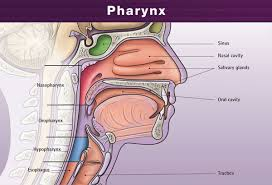 Pharynx
Sinus
Nasal cavity
Salivary glands
Nasopharynx
Oral cavity
Oropharynx
Hypopharynx
Esophagus
Trachea